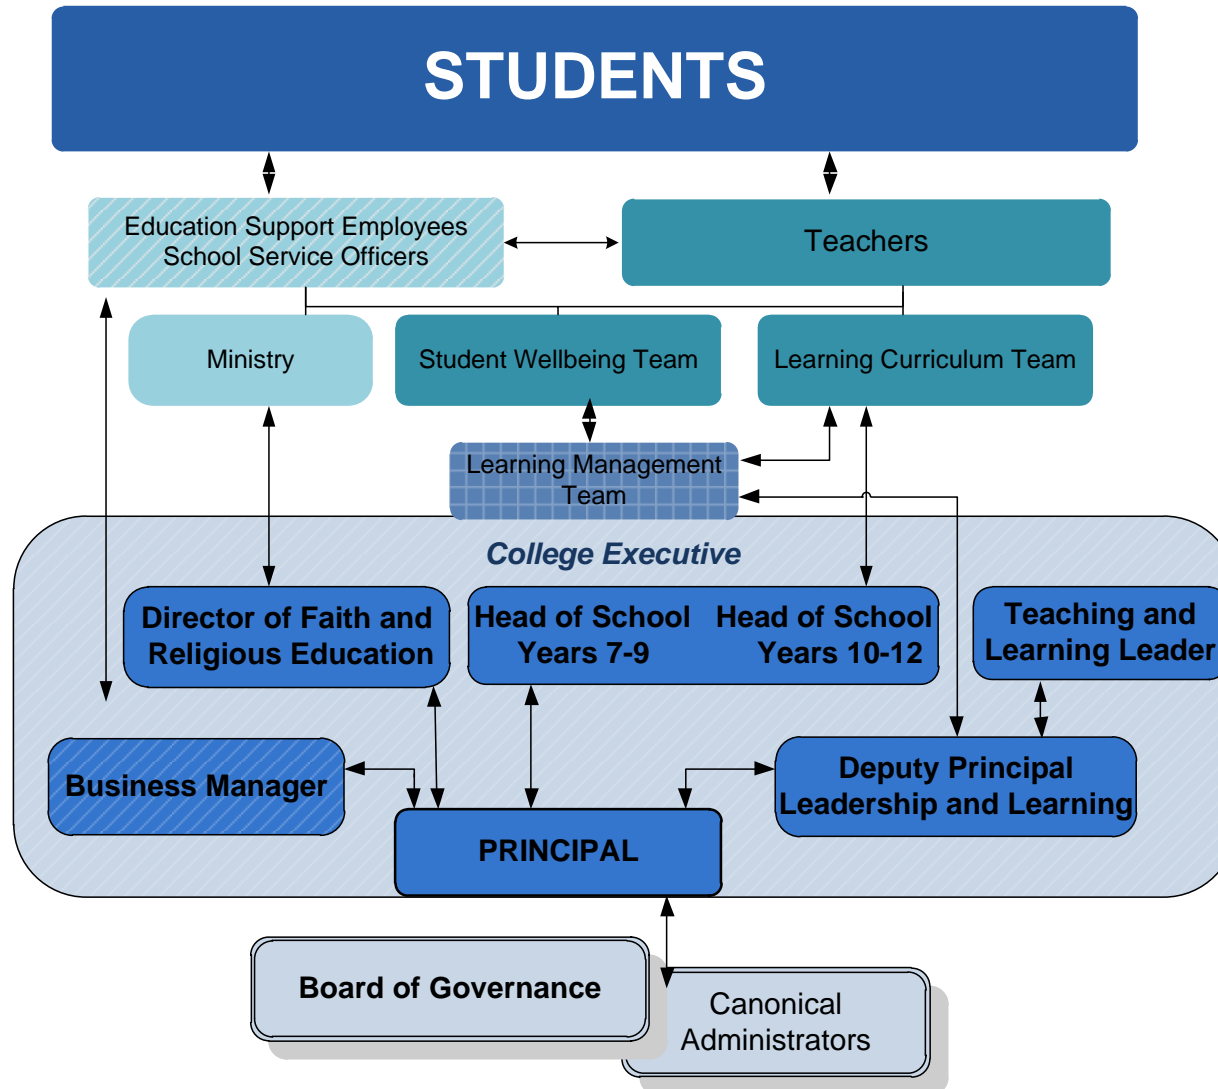 STUDENTS
Education Support Employees
School Service Officers
Teachers
Ministry
Student Wellbeing Team
Learning Curriculum Team
Learning Management
Team
College Executive
Director of Faith and
Religious Education
Head of School
Years 7-9
Head of School
Years 10-12
Teaching and
Learning Leader
Business Manager
Deputy Principal
Leadership and Learning
PRINCIPAL
Board of Governance
Canonical
Administrators